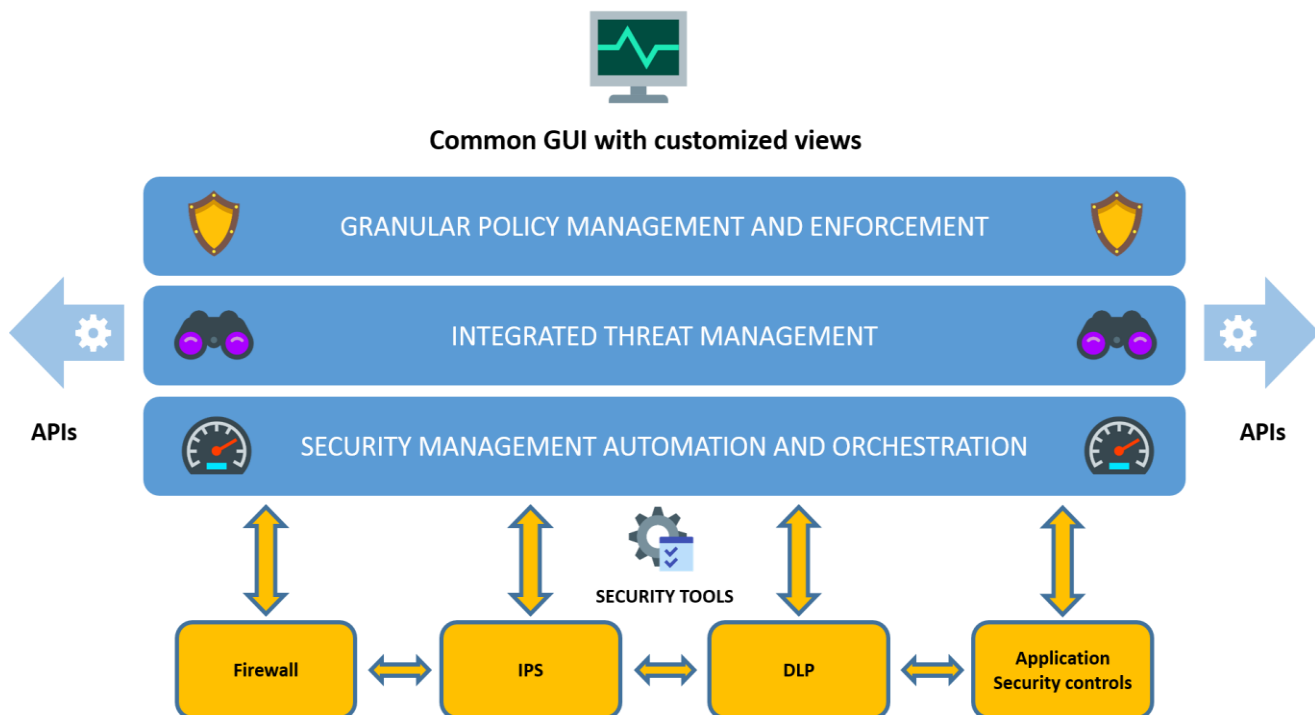 Common GUI with customized views
GRANULAR POLICY MANAGEMENT AND ENFORCEMENT
INTEGRATED THREAT MANAGEMENT
APIs
APIs
SECURITY MANAGEMENT AUTOMATION AND ORCHESTRATION
SECURITY TOOLS
Firewall
IPS
DLP
Application
Security controls